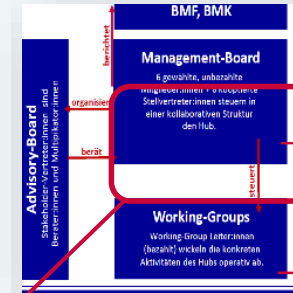 BMF, BMK
berichtet
Management-Board
6 gewählte, unbezahlte
Mitglieder:innen + 6 kooptierte
Stellvertreter:innen steuern in
einer kollaborativen Struktur
den Hub.
organisiert
berät
steuert
Advisory-Board
Stakeholder-Vertreter:innen sind
Berater:innen und Multiplikator:innen
Working-Groups
Working-Group Leiter:innen
(bezahlt) wickeln die konkreten
Aktivitäten des Hubs operativ ab.